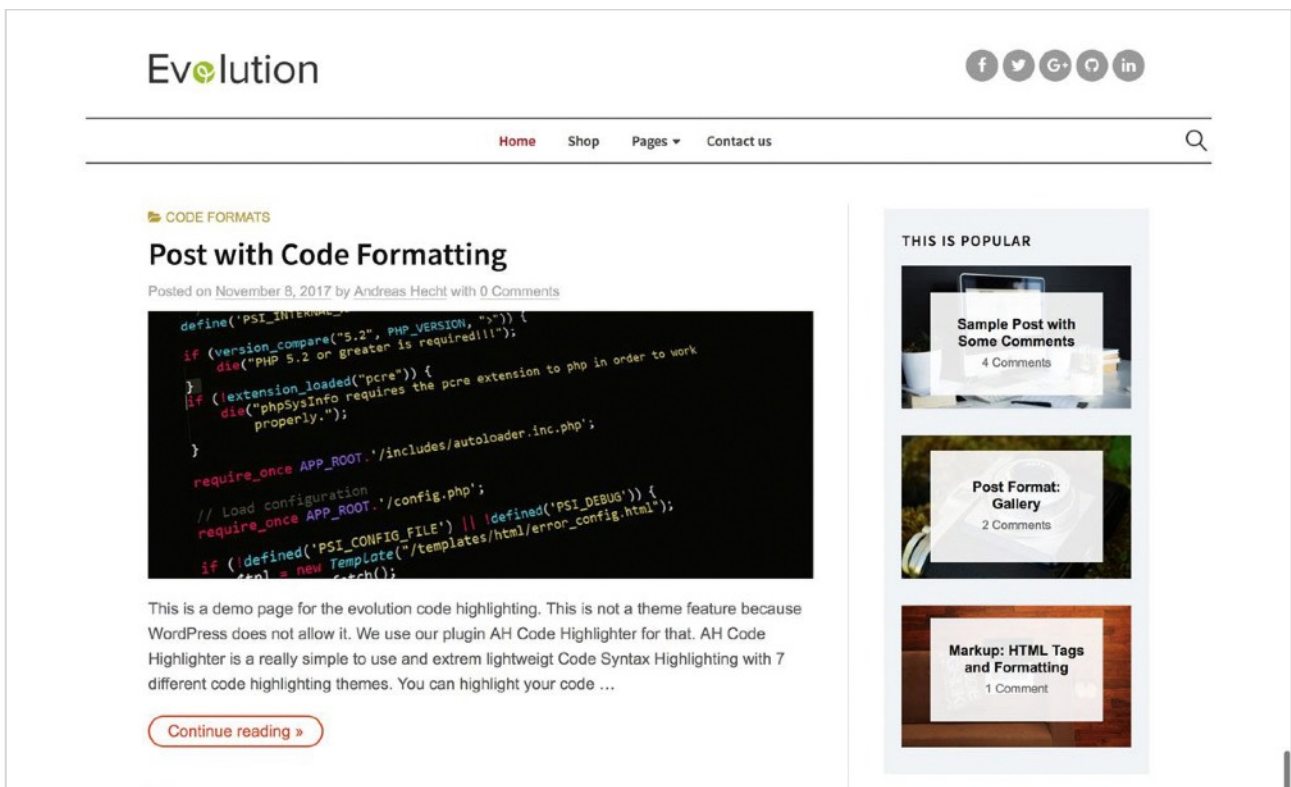 Evolution
Home Shop Pages Contact us
CODE FORMATS
Post with Code Formatting
Posted on November 8, 2017 by Andreas Hecht with 0 Comments
define('PSI_INTERNAL_
if (version_compare("5.2", PHP_VERSION, ">")) {
die("PHP 5.2 or greater is required!!!");
}
if (!extension_loaded("pcre")) {
die("phpSysInfo requires the pcre extension to php in order to work
properly.");
}
require_once APP_ROOT.'/includes/autoloader.inc.php';
// Load configuration
require_once APP_ROOT.'/config.php';
if (!defined('PSI_CONFIG_FILE') || !defined('PSI_DEBUG')) {
= new Template("/templates/html/error_config.html");
This is a demo page for the evolution code highlighting. This is not a theme feature because
WordPress does not allow it. We use our plugin AH Code Highlighter for that. AH Code
Highlighter is a really simple to use and extrem lightweigt Code Syntax Highlighting with 7
different code highlighting themes. You can highlight your code …
Continue reading »
THIS IS POPULAR
Sample Post with
Some Comments
4 Comments
Post Format:
Gallery
2 Comments
Markup: HTML Tags
and Formatting
1 Comment